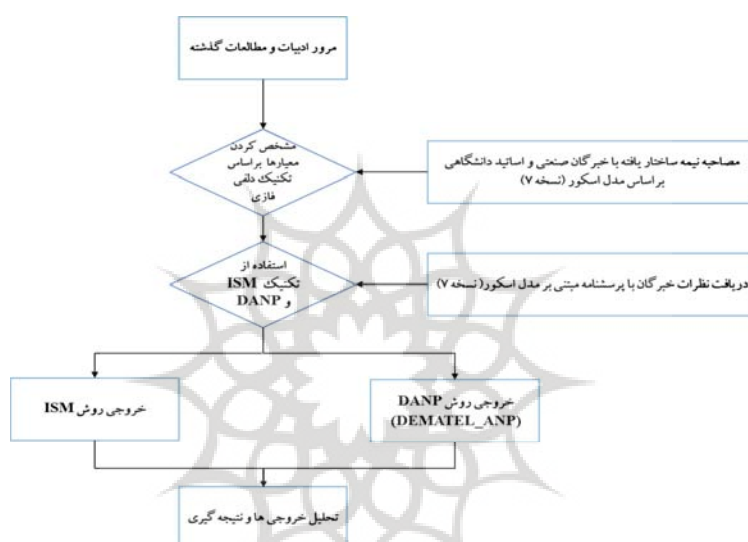 مرور ادبیات و مطالعات گذشته
مشخص کردن
معیارها براساس
تکنیک دلفی
فازی
مصاحبه نیمه ساختار یافته با خبرگان صنعتی و اساتید دانشگاهی
بر اساس مدل اسکور (نسخه ۷)
استفاده از
تکنیک ISM
و DANP
دریافت نظرات خبرگان با پرسشنامه مبتنی بر مدل اسکور( نسخه ۷)
خروجی روش DANP
(DEMATEL_ANP)
خروجی روش ISM
تحلیل خروجی ها و نتیجه گیری